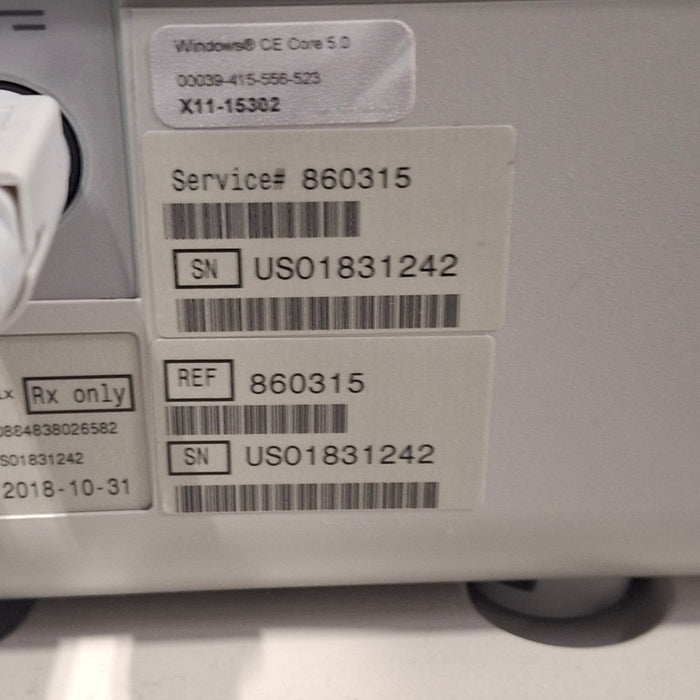 Windows® CE Core 5.0
00039-415-556-523
X11-15302
Service# 860315
SN US01831242
REF 860315
SN US01831242
Rx only
0884838026582
S01831242
2018-10-31